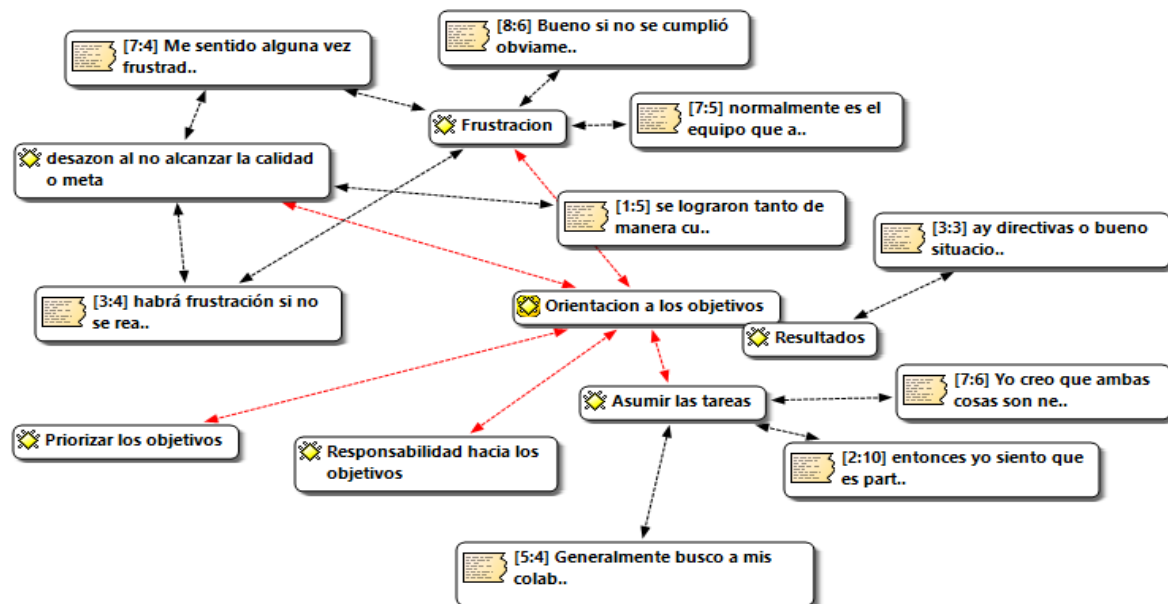 [7:4] Me sentido alguna vez
frustrad..
[8:6] Bueno si no se cumplió
obviame..
[7:5] normalmente es el
equipo que a..
Frustracion
desazon al no alcanzar la calidad
o meta
[1:5] se lograron tanto de
manera cu..
[3:3] ay directivas o bueno
situacio..
[3:4] habrá frustración si no
se rea..
Orientacion a los objetivos
Resultados
[7:6] Yo creo que ambas
cosas son ne..
Asumir las tareas
Priorizar los objetivos
Responsabilidad hacia los
objetivos
[2:10] entonces yo siento que
es part..
[5:4] Generalmente busco a mis
colab..